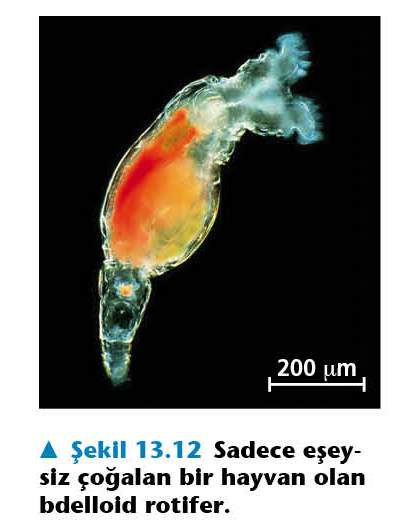 200 µm
▲ Şekil 13.12 Sadece eşey-
siz çoğalan bir hayvan olan
bdelloid rotifer.